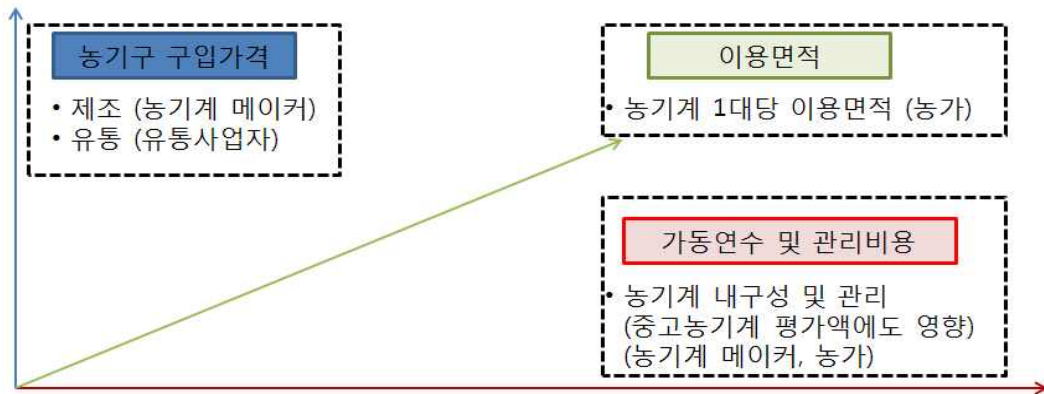 농기구 구입가격
• 제조 (농기계 메이커)
• 유통 (유통사업자)
이용면적
• 농기계 1대당 이용면적 (농가)
가동연수 및 관리비용
• 농기계 내구성 및 관리
(중고농기계 평가액에도 영향)
(농기계 메이커, 농가)